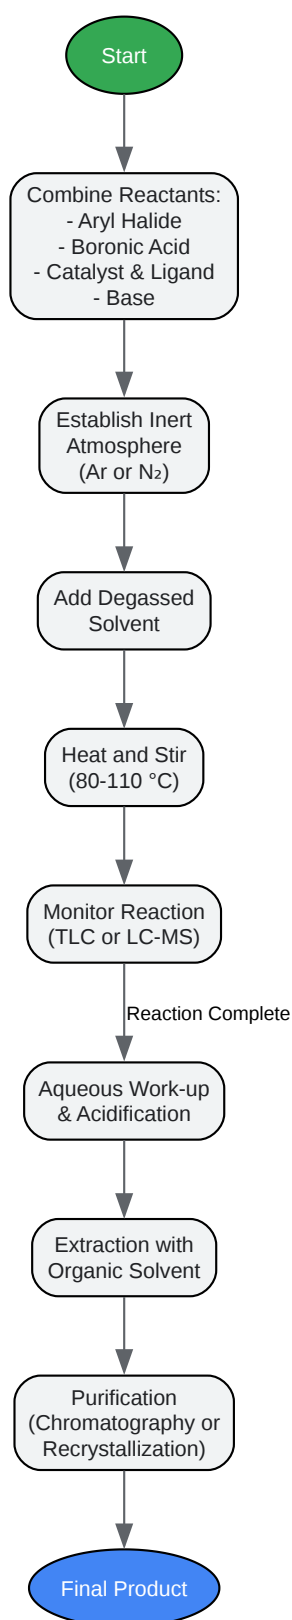 Start
Combine Reactants:
- Aryl Halide
- Boronic Acid
- Catalyst & Ligand
- Base
Establish Inert
Atmosphere
(Ar or N₂)
Add Degassed
Solvent
Heat and Stir
(80-110 °C)
Monitor Reaction
(TLC or LC-MS)
Reaction Complete
Aqueous Work-up
& Acidification
Extraction with
Organic Solvent
Purification
(Chromatography or
Recrystallization)
Final Product